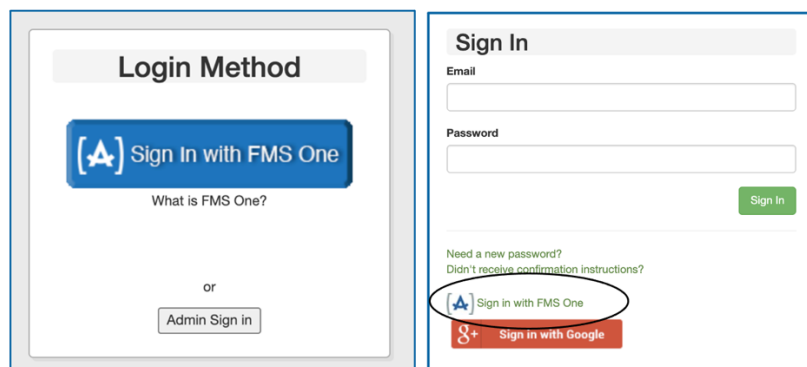 Login Method
[A] Sign In with FMS One
What is FMS One?
or
Admin Sign in
Sign In
Email
Password
Sign In
Need a new password?
Didn't receive confirmation instructions?
[A] Sign in with FMS One
g+ Sign in with Google